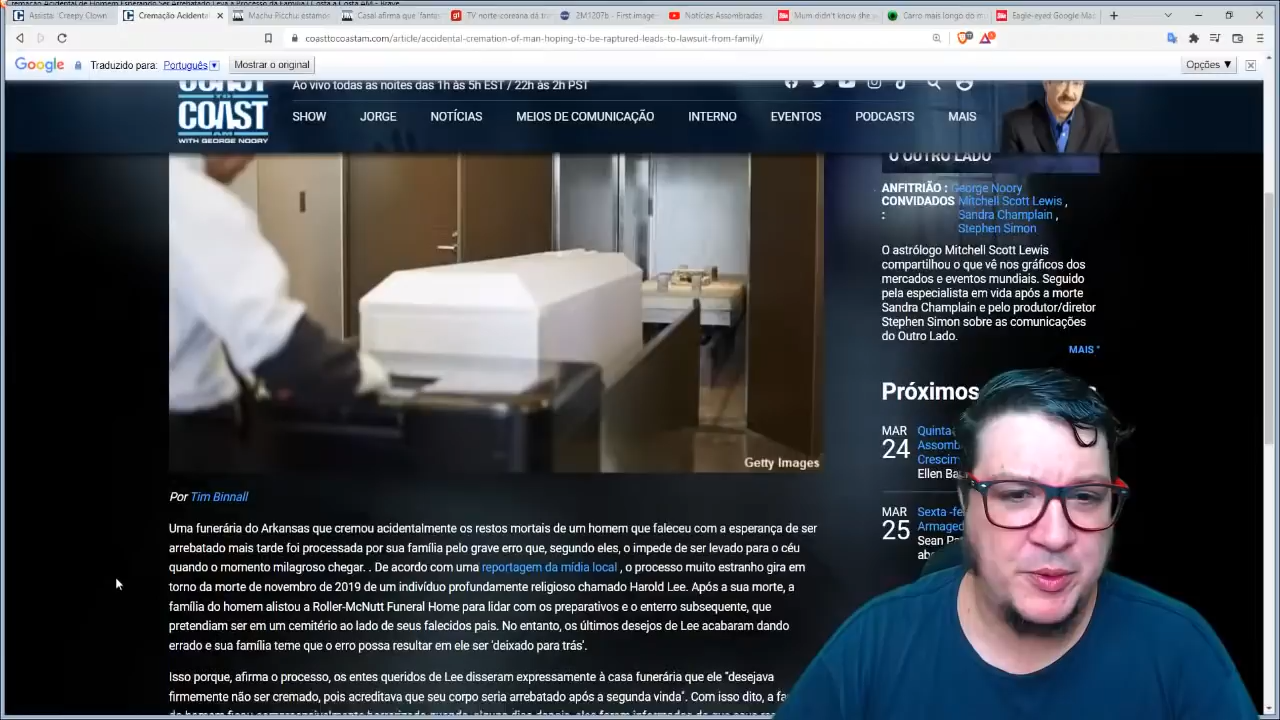 Cremação Acidental de Homem Esperando Ser Arrebatado Leva a Processo da Família | Coast to Coast AM - Brave
Assista: 'Creepy Clown
Cremação Acidenta
Machu Picchu estámos
Casal afirma que 'fanta
TV norte-coreana dá tra
2M1207b - First image
Notícias Assombradas
Mum didn't know she
Carro mais longo do m
Eagle-eyed Google Ma
coasttocoastam.com/article/accidental-cremation-of-man-hoping-to-be-raptured-leads-to-lawsuit-from-family/
Google Traduzido para: Português Mostrar o original Opções ▼
COAST TO COAST AM WITH GEORGE NOORY
Ao vivo todas as noites das 1h às 5h EST / 22h às 2h PST
SHOW JORGE NOTÍCIAS MEIOS DE COMUNICAÇÃO INTERNO EVENTOS PODCASTS MAIS
O OUTRO LADO
ANFITRIÃO : George Noory
CONVIDADOS : Mitchell Scott Lewis ,
Sandra Champlain ,
Stephen Simon
O astrólogo Mitchell Scott Lewis
compartilhou o que vê nos gráficos dos
mercados e eventos mundiais. Seguido
pela especialista em vida após a morte
Sandra Champlain e pelo produtor/diretor
Stephen Simon sobre as comunicações
do Outro Lado.
MAIS "
Próximos
MAR 24
Quinta-
Assomb
Crescim
Ellen Ba
MAR 25
Sexta-fe
Armaged
Sean Pa
abo
Getty Images
Por Tim Binnall
Uma funerária do Arkansas que cremou acidentalmente os restos mortais de um homem que faleceu com a esperança de ser
arrebatado mais tarde foi processada por sua família pelo grave erro que, segundo eles, o impede de ser levado para o céu
quando o momento milagroso chegar. . De acordo com uma reportagem da mídia local , o processo muito estranho gira em
torno da morte de novembro de 2019 de um indivíduo profundamente religioso chamado Harold Lee. Após a sua morte, a
família do homem alistou a Roller-McNutt Funeral Home para lidar com os preparativos e o enterro subsequente, que
pretendiam ser em um cemitério ao lado de seus falecidos pais. No entanto, os últimos desejos de Lee acabaram dando
errado e sua família teme que o erro possa resultar em ele ser 'deixado para trás'.
Isso porque, afirma o processo, os entes queridos de Lee disseram expressamente à casa funerária que ele "desejava
firmemente não ser cremado, pois acreditava que seu corpo seria arrebatado após a segunda vinda". Com isso dito, a fa